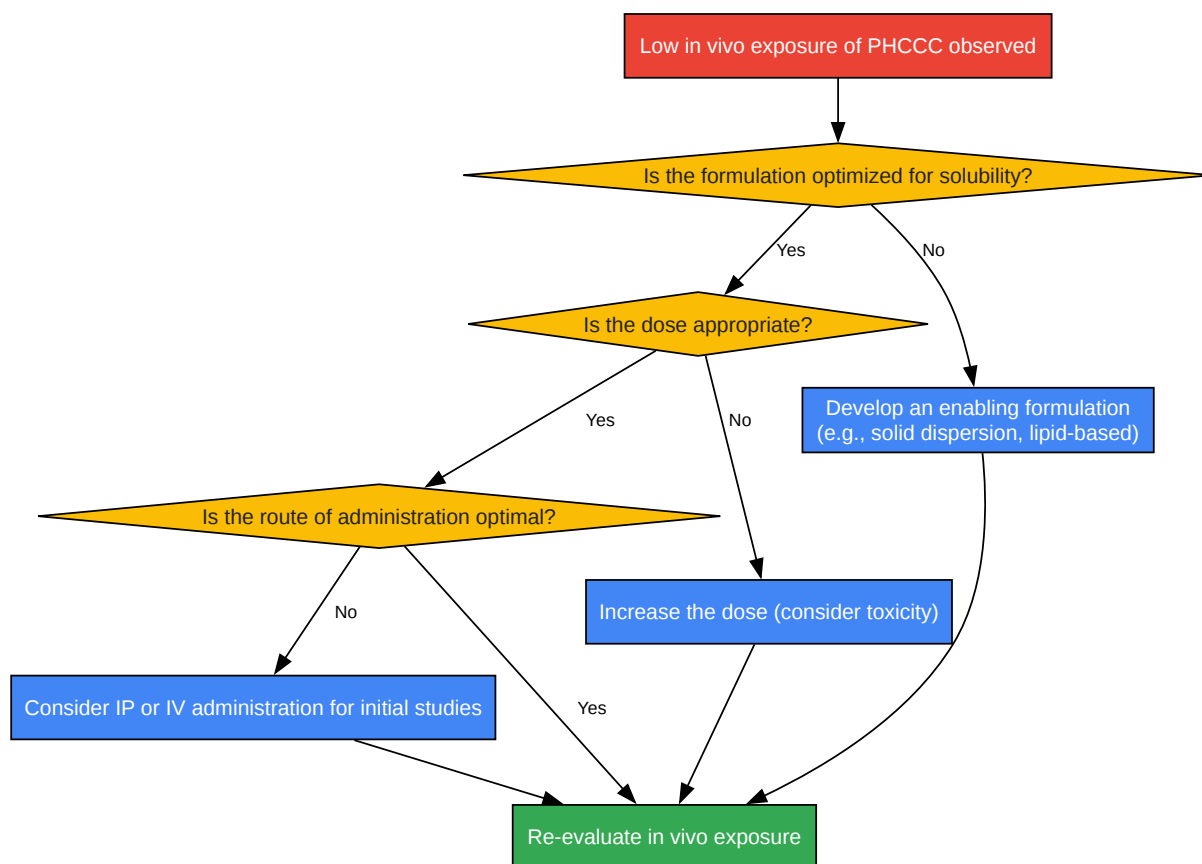 Low in vivo exposure of PHCCC observed
Is the formulation optimized for solubility?
Yes
No
Is the dose appropriate?
Develop an enabling formulation
(e.g., solid dispersion, lipid-based)
Yes
No
Is the route of administration optimal?
Increase the dose (consider toxicity)
No
Yes
Consider IP or IV administration for initial studies
Re-evaluate in vivo exposure